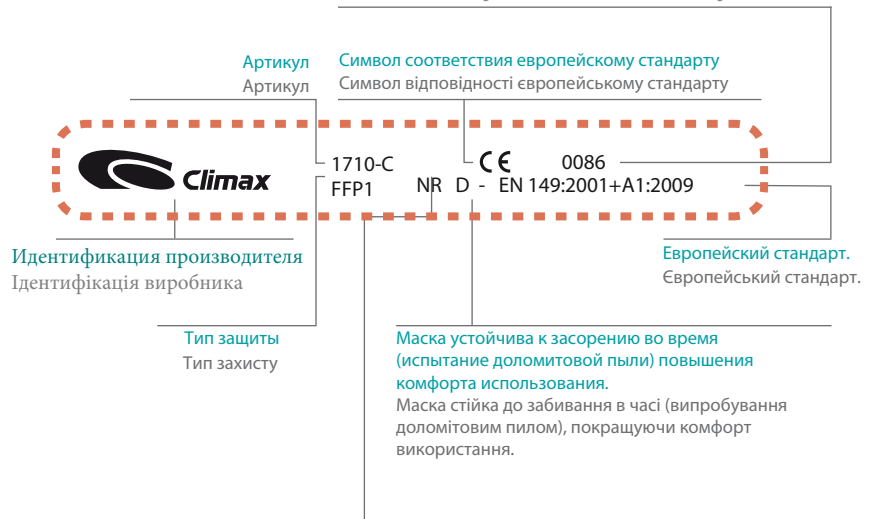 Артикул
Артикул
Символ соответствия европейскому стандарту
Символ відповідності європейському стандарту
Climax
1710-C
CE 0086
FFP1 NR D - EN 149:2001+A1:2009
Идентификация производителя
Ідентифікація виробника
Европейский стандарт.
Європейський стандарт.
Тип защиты
Тип захисту
Маска устойчива к засорению во время
(испытание доломитовой пыли) повышения
комфорта использования.
Маска стійка до забивання в часі (випробування
доломітовим пилом), покращуючи комфорт
використання.